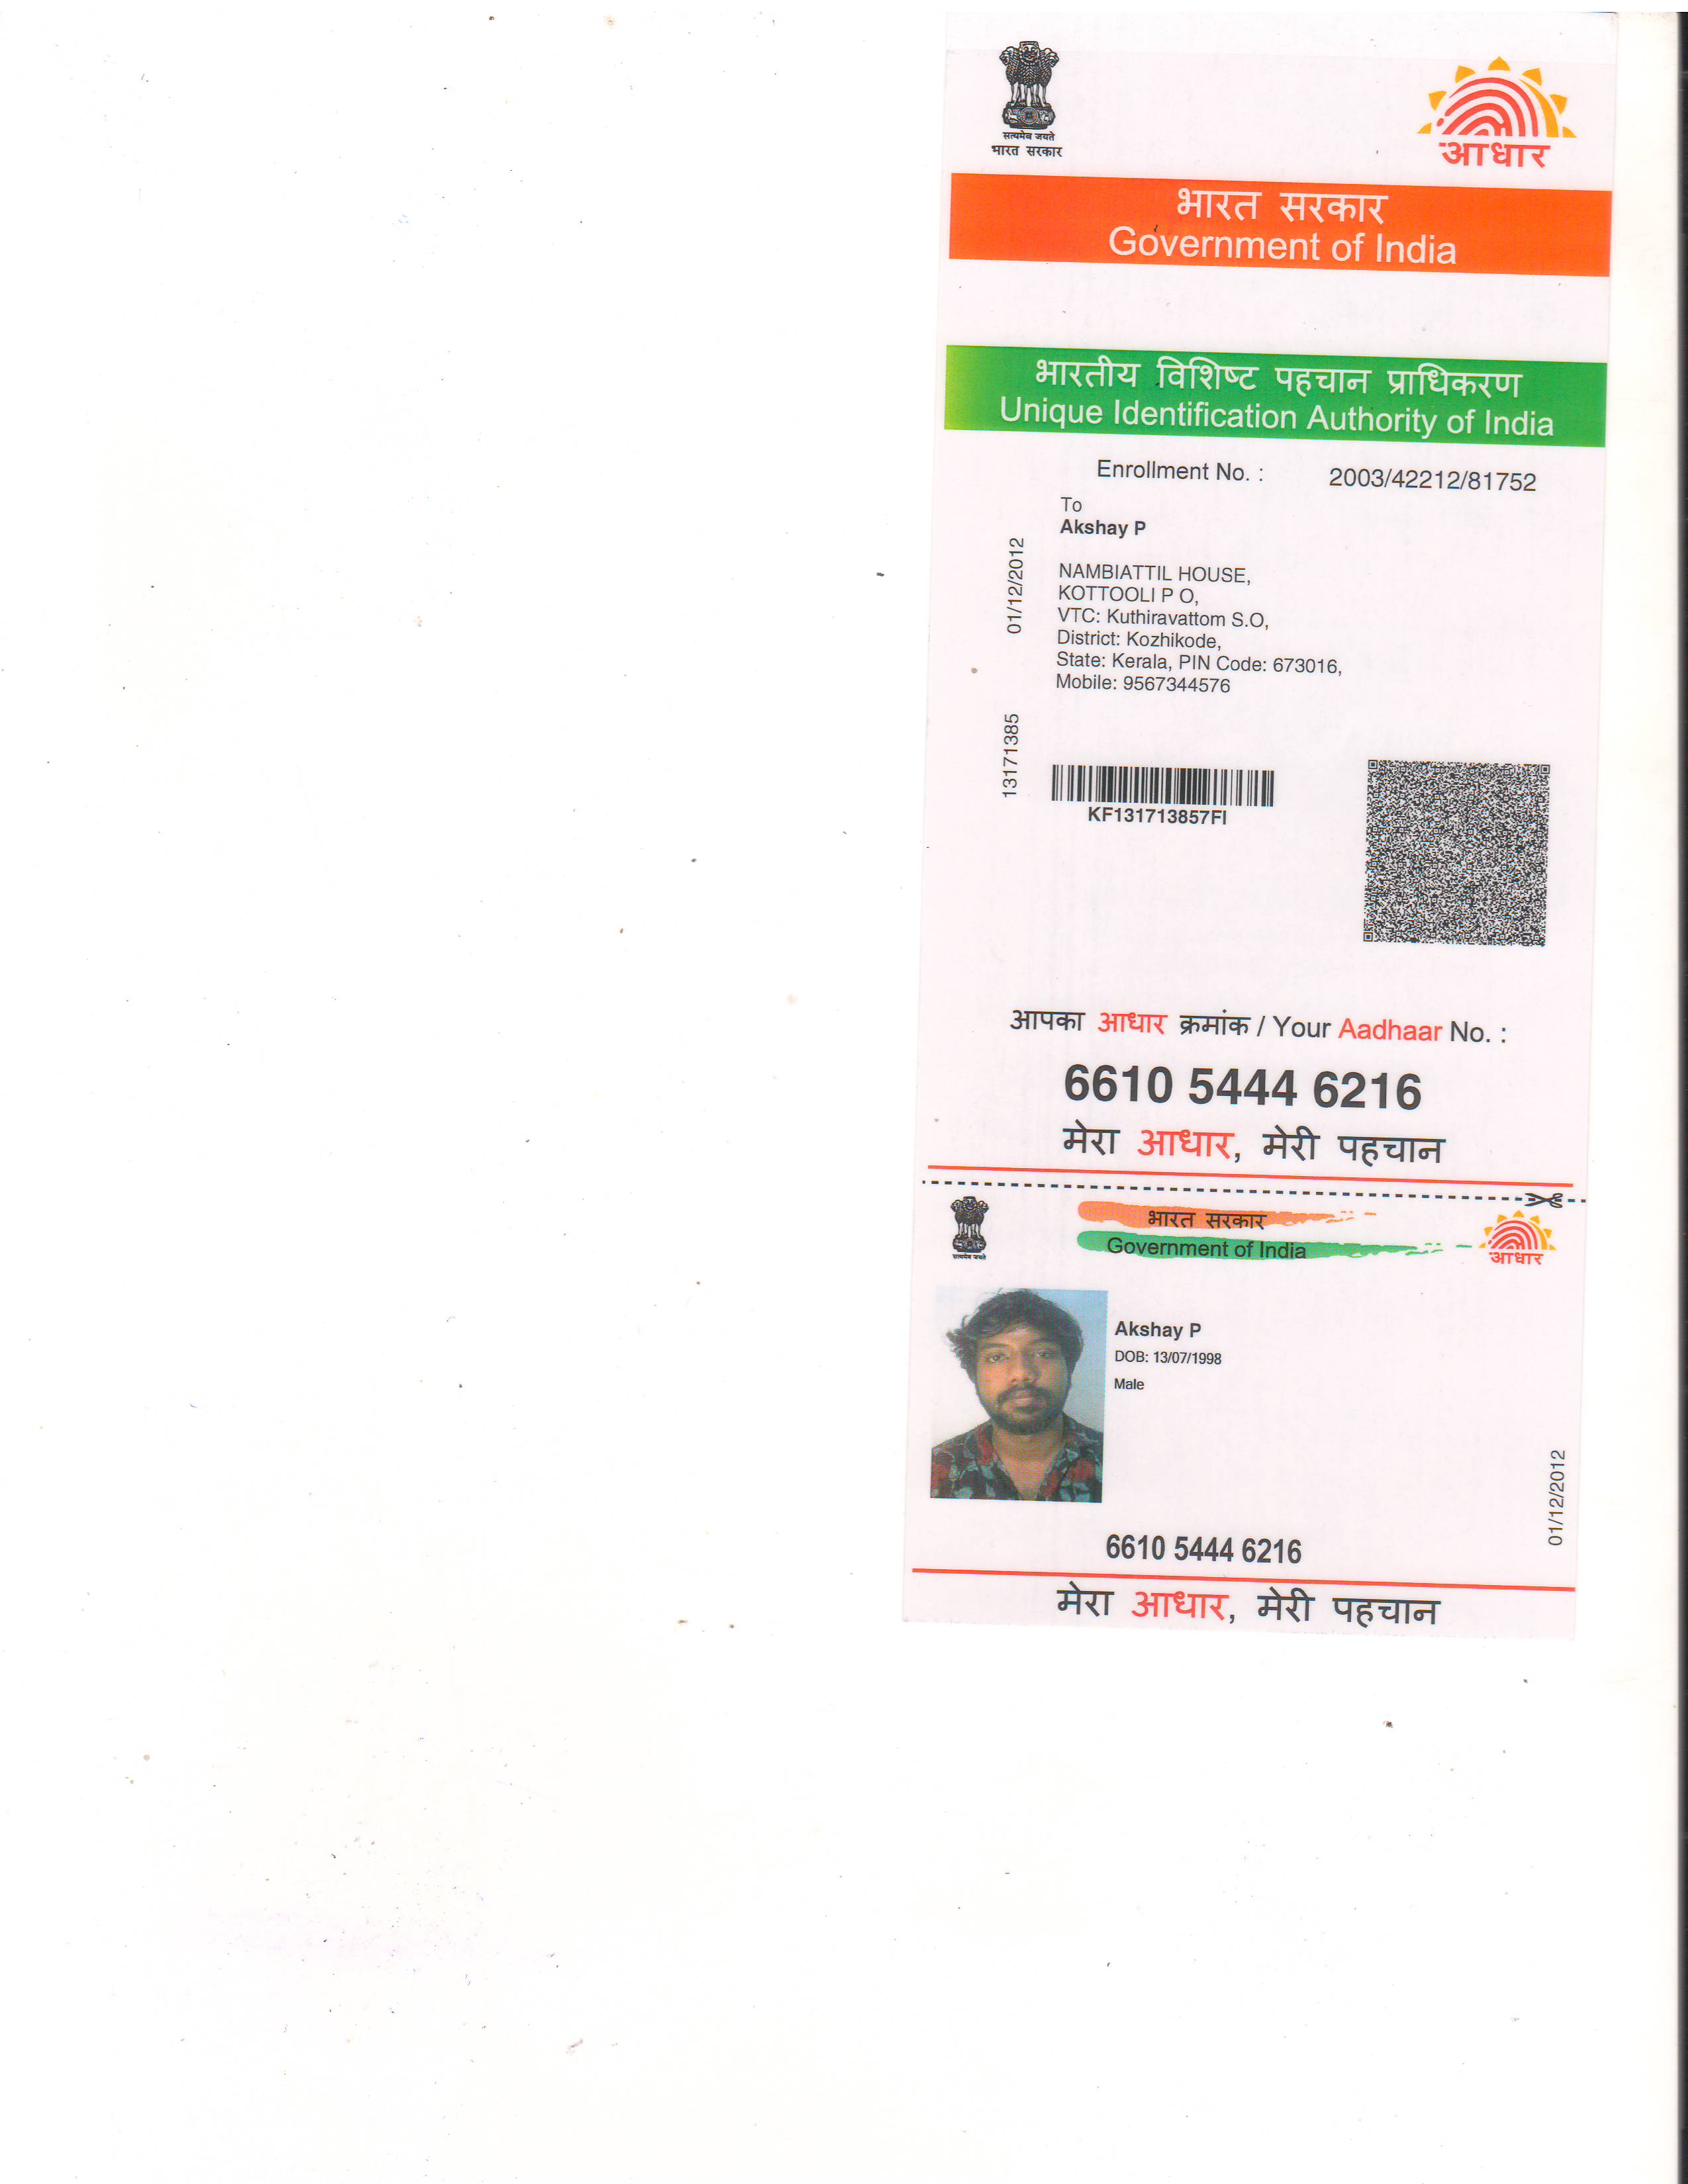 सत्यमेव जयते
भारत सरकार
आधार
भारत सरकार
Government of India
भारतीय विशिष्ट पहचान प्राधिकरण
Unique Identification Authority of India
Enrollment No. : 2003/42212/81752
To
Akshay P
NAMBIATTIL HOUSE,
KOTTOOLI P O,
VTC: Kuthiravattom S.O,
District: Kozhikode,
State: Kerala, PIN Code: 673016,
Mobile: 9567344576
01/12/2012
13171385
KF131713857FI
आपका आधार क्रमांक / Your Aadhaar No. :
6610 5444 6216
मेरा आधार, मेरी पहचान
सत्यमेव जयते
भारत सरकार
Government of India
आधार
Akshay P
DOB: 13/07/1998
Male
01/12/2012
6610 5444 6216
मेरा आधार, मेरी पहचान